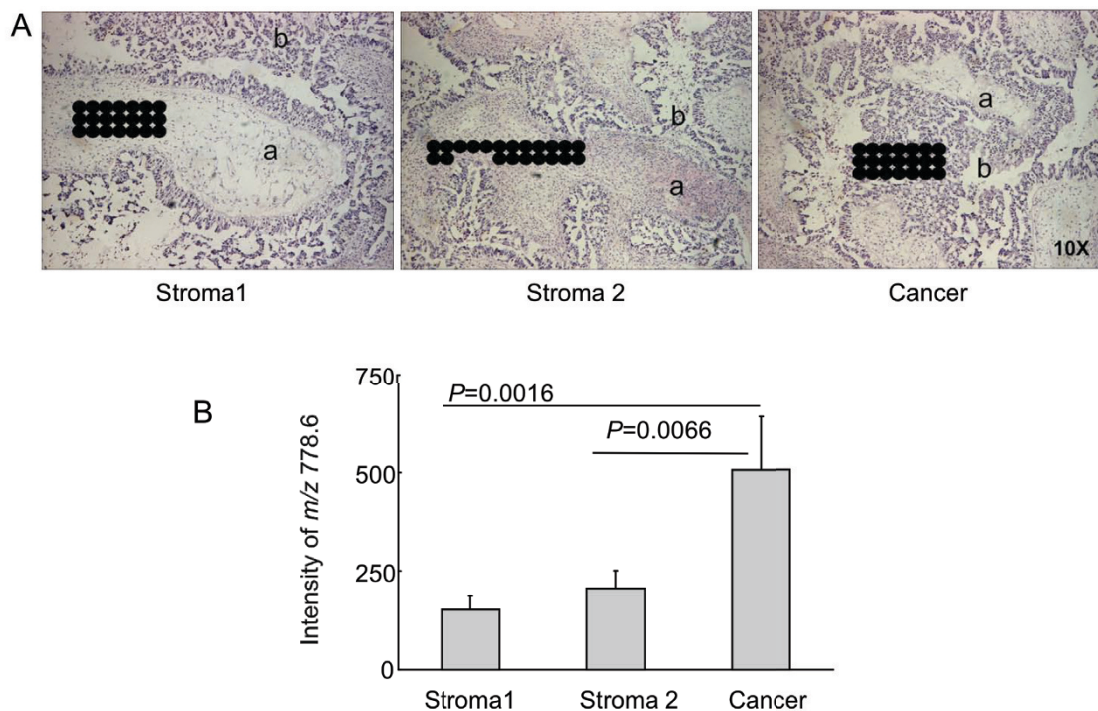 A
b
a
Stroma1
b
a
Stroma 2
a
b
10X
Cancer
B
Intensity of m/z 778.6
750
500
250
0
P=0.0016
P=0.0066
Stroma1
Stroma 2
Cancer